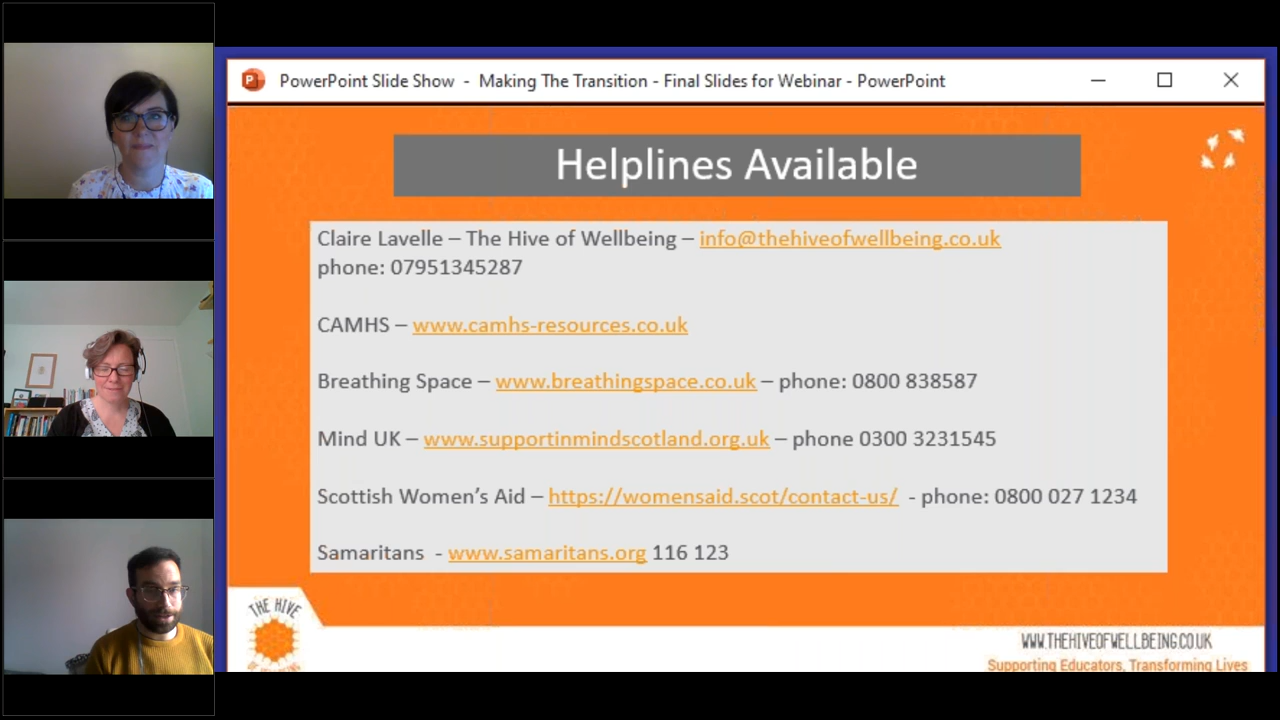 PowerPoint Slide Show - Making The Transition - Final Slides for Webinar - PowerPoint
Helplines Available
Claire Lavelle – The Hive of Wellbeing – info@thehiveofwellbeing.co.uk
phone: 07951345287
CAMHS – www.camhs-resources.co.uk
Breathing Space – www.breathingspace.co.uk – phone: 0800 838587
Mind UK – www.supportinmindscotland.org.uk – phone 0300 3231545
Scottish Women's Aid – https://womensaid.scot/contact-us/ - phone: 0800 027 1234
Samaritans - www.samaritans.org 116 123
THE HIVE
OF WELLBEING
WWW.THEHIVEOFWELLBEING.CO.UK
Supporting Educators, Transforming Lives